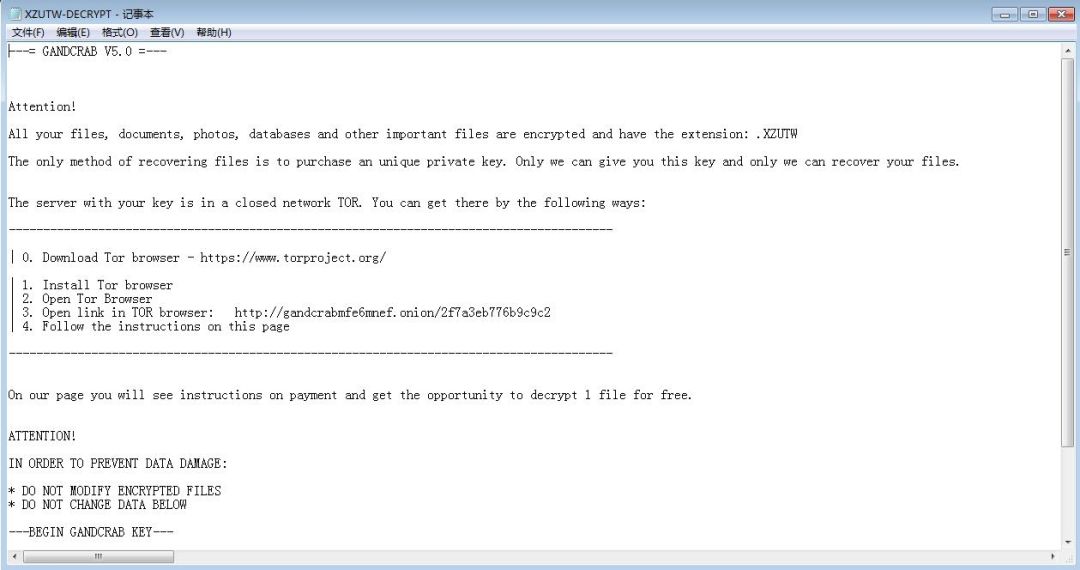 XZUTW-DECRYPT - 记事本
文件(F) 编辑(E) 格式(O) 查看(V) 帮助(H)
---= GANDCRAB V5.0 =---
Attention!
All your files, documents, photos, databases and other important files are encrypted and have the extension: .XZUTW
The only method of recovering files is to purchase an unique private key. Only we can give you this key and only we can recover your files.
The server with your key is in a closed network TOR. You can get there by the following ways:
----------------------------------------------------------------------------------------
| 0. Download Tor browser - https://www.torproject.org/
| 1. Install Tor browser
| 2. Open Tor Browser
| 3. Open link in TOR browser:   http://gandcrabmfe6mnef.onion/2f7a3eb776b9c9c2
| 4. Follow the instructions on this page
----------------------------------------------------------------------------------------
On our page you will see instructions on payment and get the opportunity to decrypt 1 file for free.
ATTENTION!
IN ORDER TO PREVENT DATA DAMAGE:
* DO NOT MODIFY ENCRYPTED FILES
* DO NOT CHANGE DATA BELOW
---BEGIN GANDCRAB KEY---